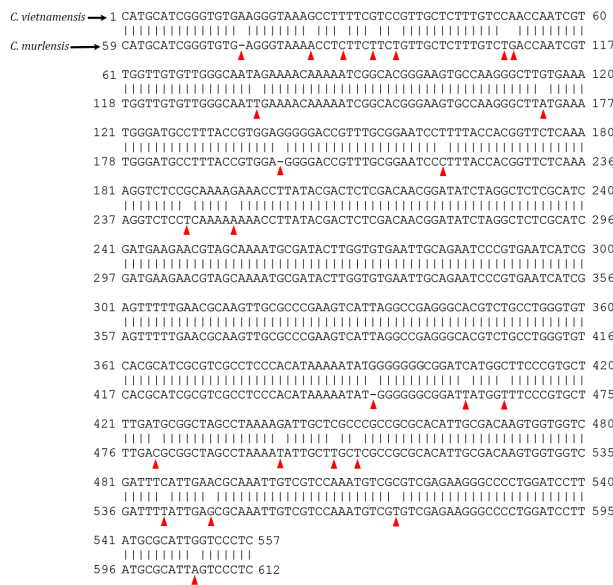 C. vietnamensis 1 CATGCATCGGGTGTGAAGGGTAAAGCCTTTTCGTCCGTTGCTCTTTGTCCAACCAATCGT 60
C. murlensis 59 CATGCATCGGGTGTG-AGGGTAAAACCTCTTCTTCTGTTGCTCTTTGTCTGACCAATCGT 117
61 TGGTTGTGTTGGGCAATAGAAAACAAAAATCGGCACGGGAAGTGCCAAGGGCTTGTGAAA 120
118 TGGTTGTGTTGGGCAATTGAAAACAAAAATCGGCACGGGAAGTGCCAAGGGCTTATGAAA 177
121 TGGGATGCCTTTACCGTGGAGGGGGACCGTTTGCGGAATCCTTTTACCACGGTTCTCAAA 180
178 TGGGATGCCTTTACCGTGGA-GGGGACCGTTTGCGGAATCCCTTTACCACGGTTCTCAAA 236
181 AGGTCTCCGCAAAAGAAACCTTATACGACTCTCGACAACGGATATCTAGGCTCTCGCATC 240
237 AGGTCTCCTCAAAAAAAACCTTATACGACTCTCGACAACGGATATCTAGGCTCTCGCATC 296
241 GATGAAGAACGTAGCAAAATGCGATACTTGGTGTGAATTGCAGAATCCCGTGAATCATCG 300
297 GATGAAGAACGTAGCAAAATGCGATACTTGGTGTGAATTGCAGAATCCCGTGAATCATCG 356
301 AGTTTTTGAACGCAAGTTGCGCCCGAAGTCATTAGGCCGAGGGCACGTCTGCCTGGGTGT 360
357 AGTTTTTGAACGCAAGTTGCGCCCGAAGTCATTAGGCCGAGGGCACGTCTGCCTGGGTGT 416
361 CACGCATCGCGTCGCCTCCCACATAAAAATATGGGGGGGCGGATCATGGCTTCCCGTGCT 420
417 CACGCATCGCGTCGCCTCCCACATAAAAATAT-GGGGGGCGGATTATGGTTTCCCGTGCT 475
421 TTGATGCGGCTAGCCTAAAAGATTGCTCGCCCGCCGCGCACATTGCGACAAGTGGTGGTC 480
476 TTGACGCGGCTAGCCTAAAATATTGCTTGCTCGCCGCGCACATTGCGACAAGTGGTGGTC 535
481 GATTTCATTGAACGCAAATTGTCGTCCAAATGTCGCGTCGAGAAGGGCCCCTGGATCCTT 540
536 GATTTTATTGAGCGCAAATTGTCGTCCAAATGTCGTGTCGAGAAGGGCCCCTGGATCCTT 595
541 ATGCGCATTGGTCCCTC 557
596 ATGCGCATTAGTCCCTC 612